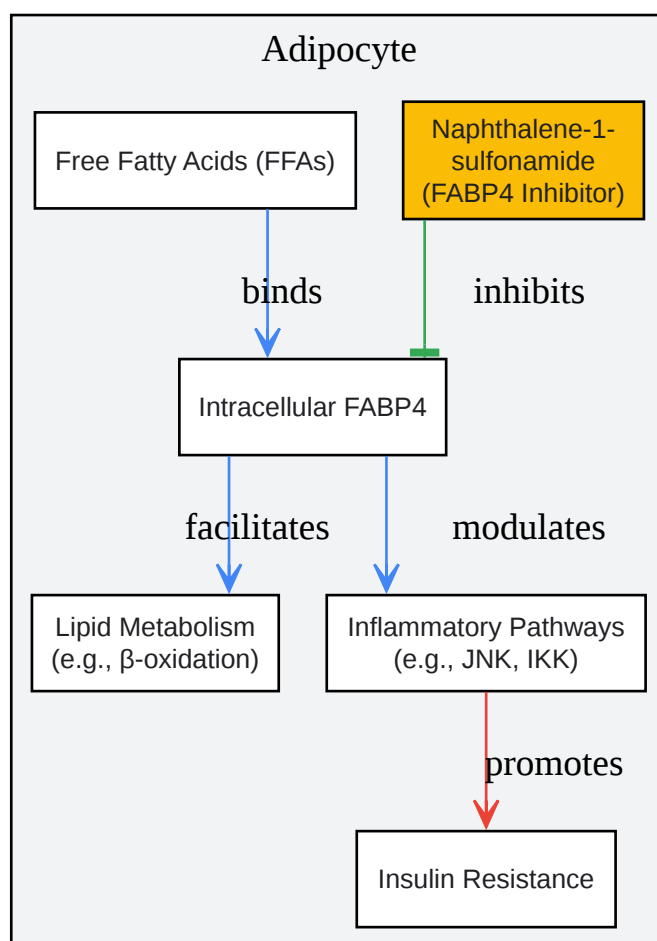 Adipocyte
Free Fatty Acids (FFAs)
Naphthalene-1-
sulfonamide
(FABP4 Inhibitor)
binds
inhibits
Intracellular FABP4
facilitates
modulates
Lipid Metabolism
(e.g., β-oxidation)
Inflammatory Pathways
(e.g., JNK, IKK)
promotes
Insulin Resistance